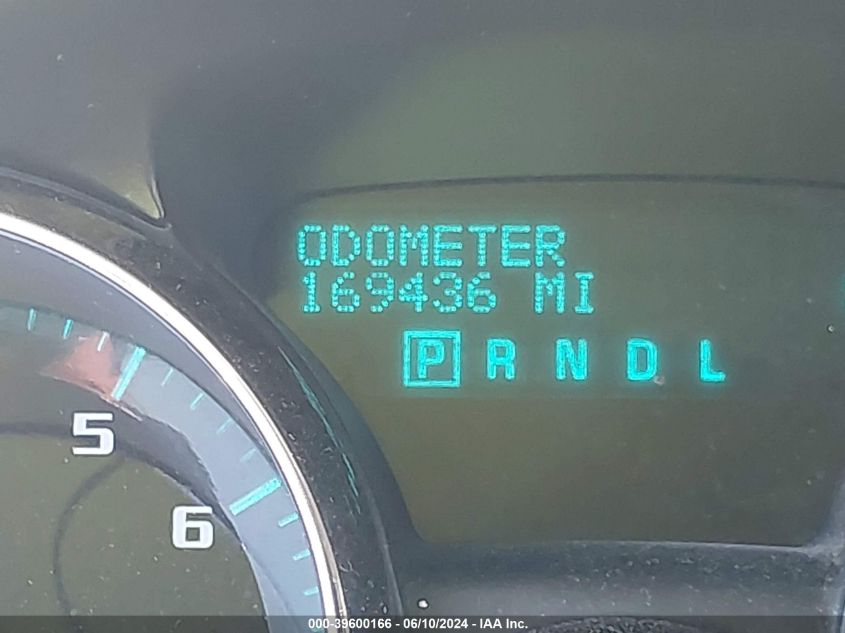 ODOMETER
169436 MI
P R N D L
5
6
000-39600166 - 06/10/2024 - IAA Inc.